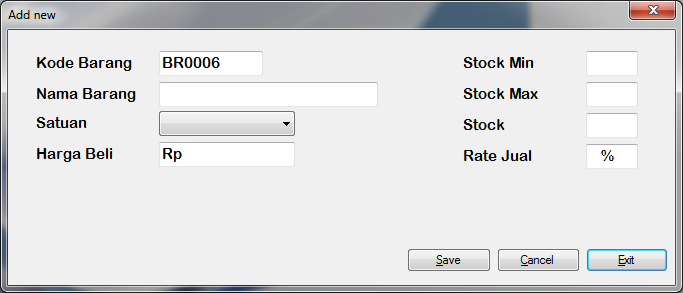 Add new
Kode Barang BR0006 Stock Min
Nama Barang Stock Max
Satuan Stock
Harga Beli Rp Rate Jual %
Save Cancel Exit